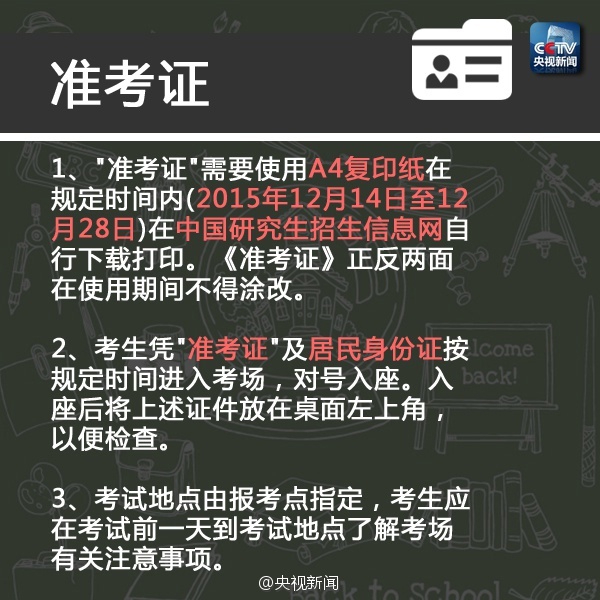 准考证
CCTV
央视新闻
1、"准考证"需要使用A4复印纸在
规定时间内(2015年12月14日至12
月28日)在中国研究生招生信息网自
行下载打印。《准考证》正反两面
在使用期间不得涂改。
2、考生凭"准考证"及居民身份证按
规定时间进入考场，对号入座。入
座后将上述证件放在桌面左上角，
以便检查。
welcome
back!
3、考试地点由报考点指定，考生应
在考试前一天到考试地点了解考场
有关注意事项。
@央视新闻
to School